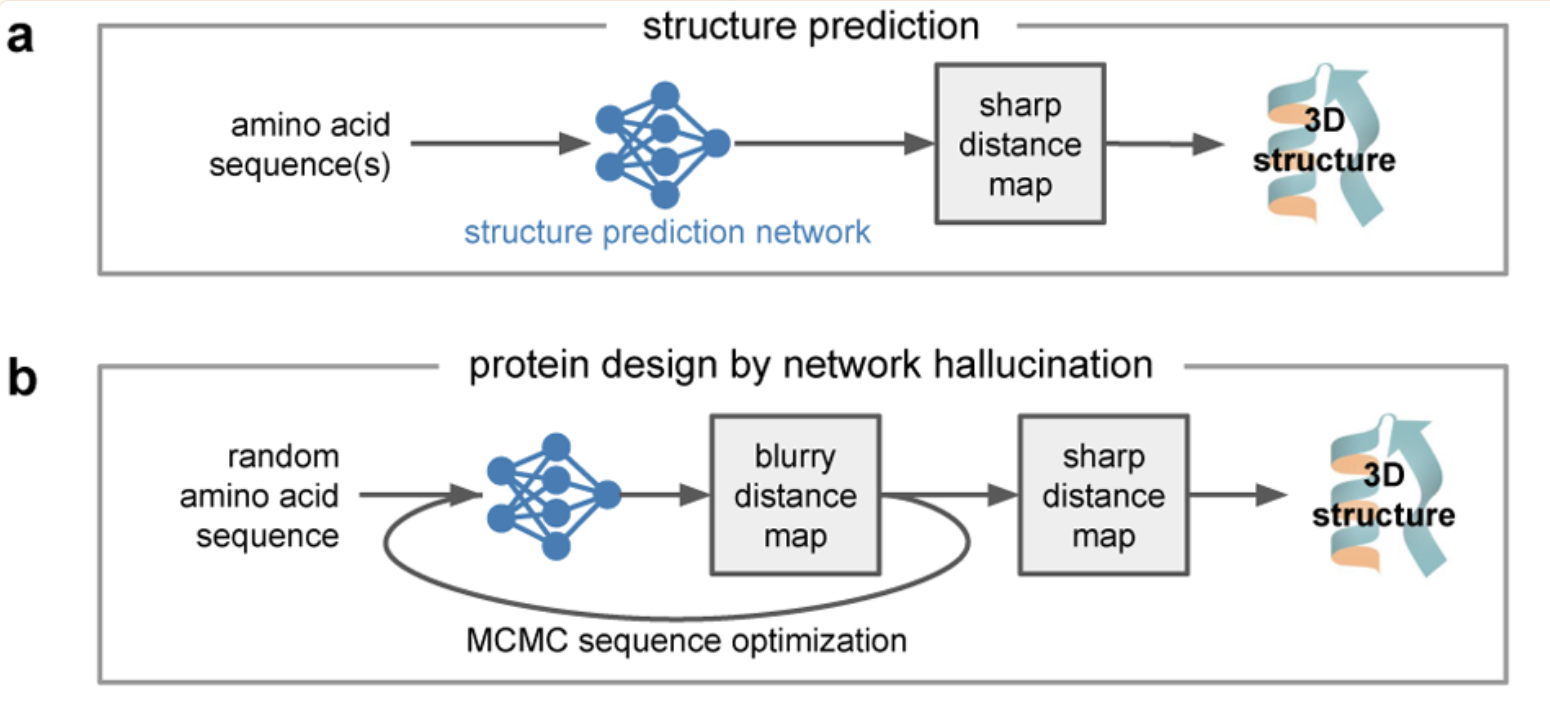 a
structure prediction
amino acid
sequence(s)
structure prediction network
sharp
distance
map
3D
structure
b
protein design by network hallucination
random
amino acid
sequence
blurry
distance
map
sharp
distance
map
3D
structure
MCMC sequence optimization